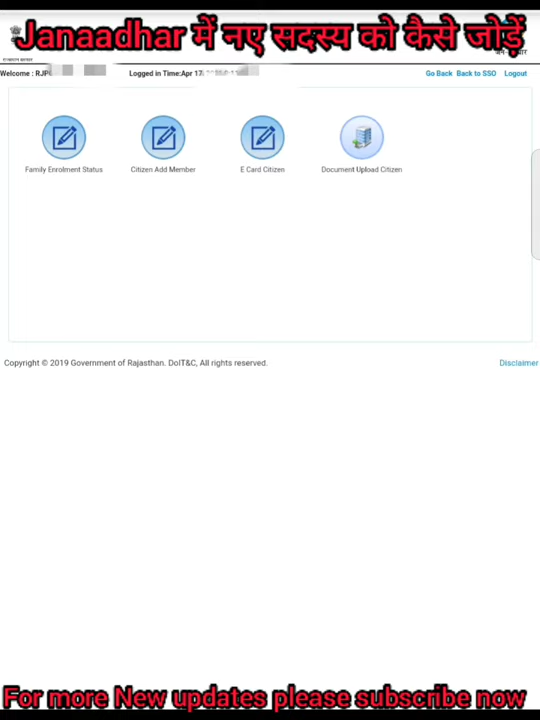 Janaadhar में नए सदस्य को कैसे जोड़ें
राजस्थान सरकार
Welcome : RJP Logged in Time:Apr 17, Go Back Back to SSO Logout
Family Enrolment Status Citizen Add Member E Card Citizen Document Upload Citizen
Copyright © 2019 Government of Rajasthan. DoIT&C, All rights reserved. Disclaimer
For more New updates please subscribe now